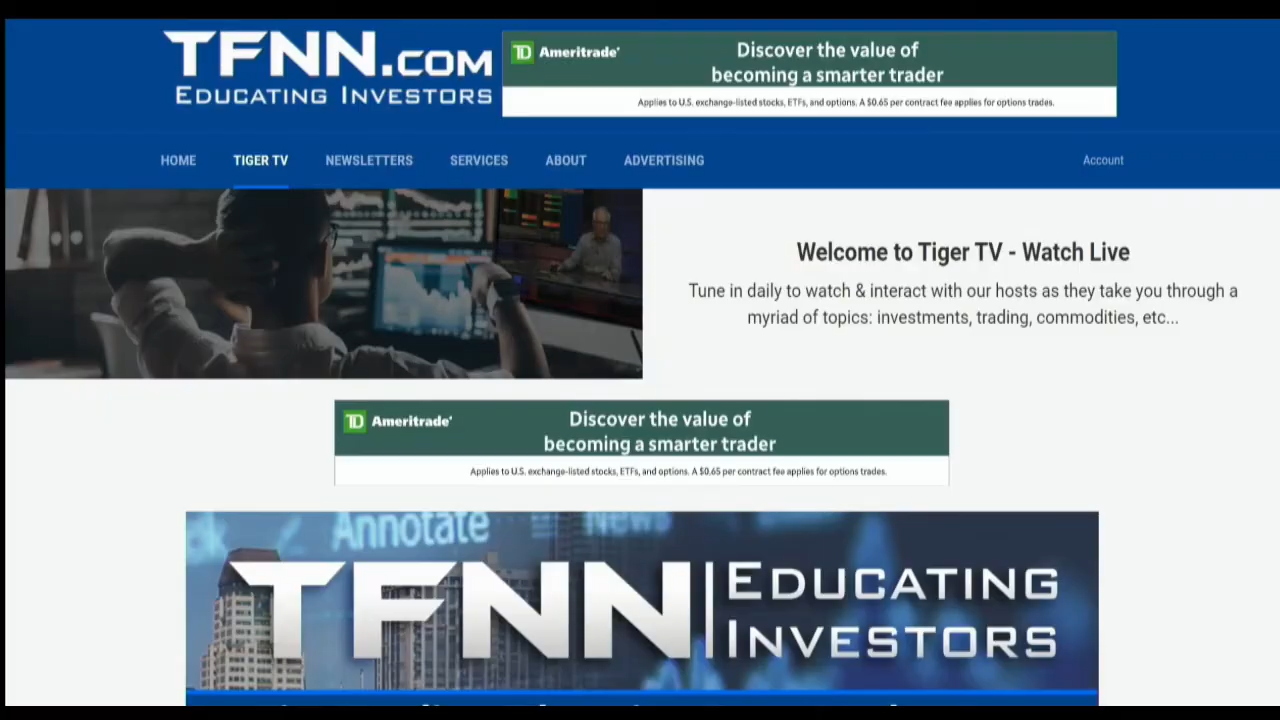 TFNN.COM
EDUCATING INVESTORS
TD Ameritrade
Discover the value of
becoming a smarter trader
Applies to U.S. exchange-listed stocks, ETFs, and options. A $0.65 per contract fee applies for options trades.
HOME TIGER TV NEWSLETTERS SERVICES ABOUT ADVERTISING Account
Welcome to Tiger TV - Watch Live
Tune in daily to watch & interact with our hosts as they take you through a
myriad of topics: investments, trading, commodities, etc...
TD Ameritrade
Discover the value of
becoming a smarter trader
Applies to U.S. exchange-listed stocks, ETFs, and options. A $0.65 per contract fee applies for options trades.
Annotate News
TFNN EDUCATING
INVESTORS